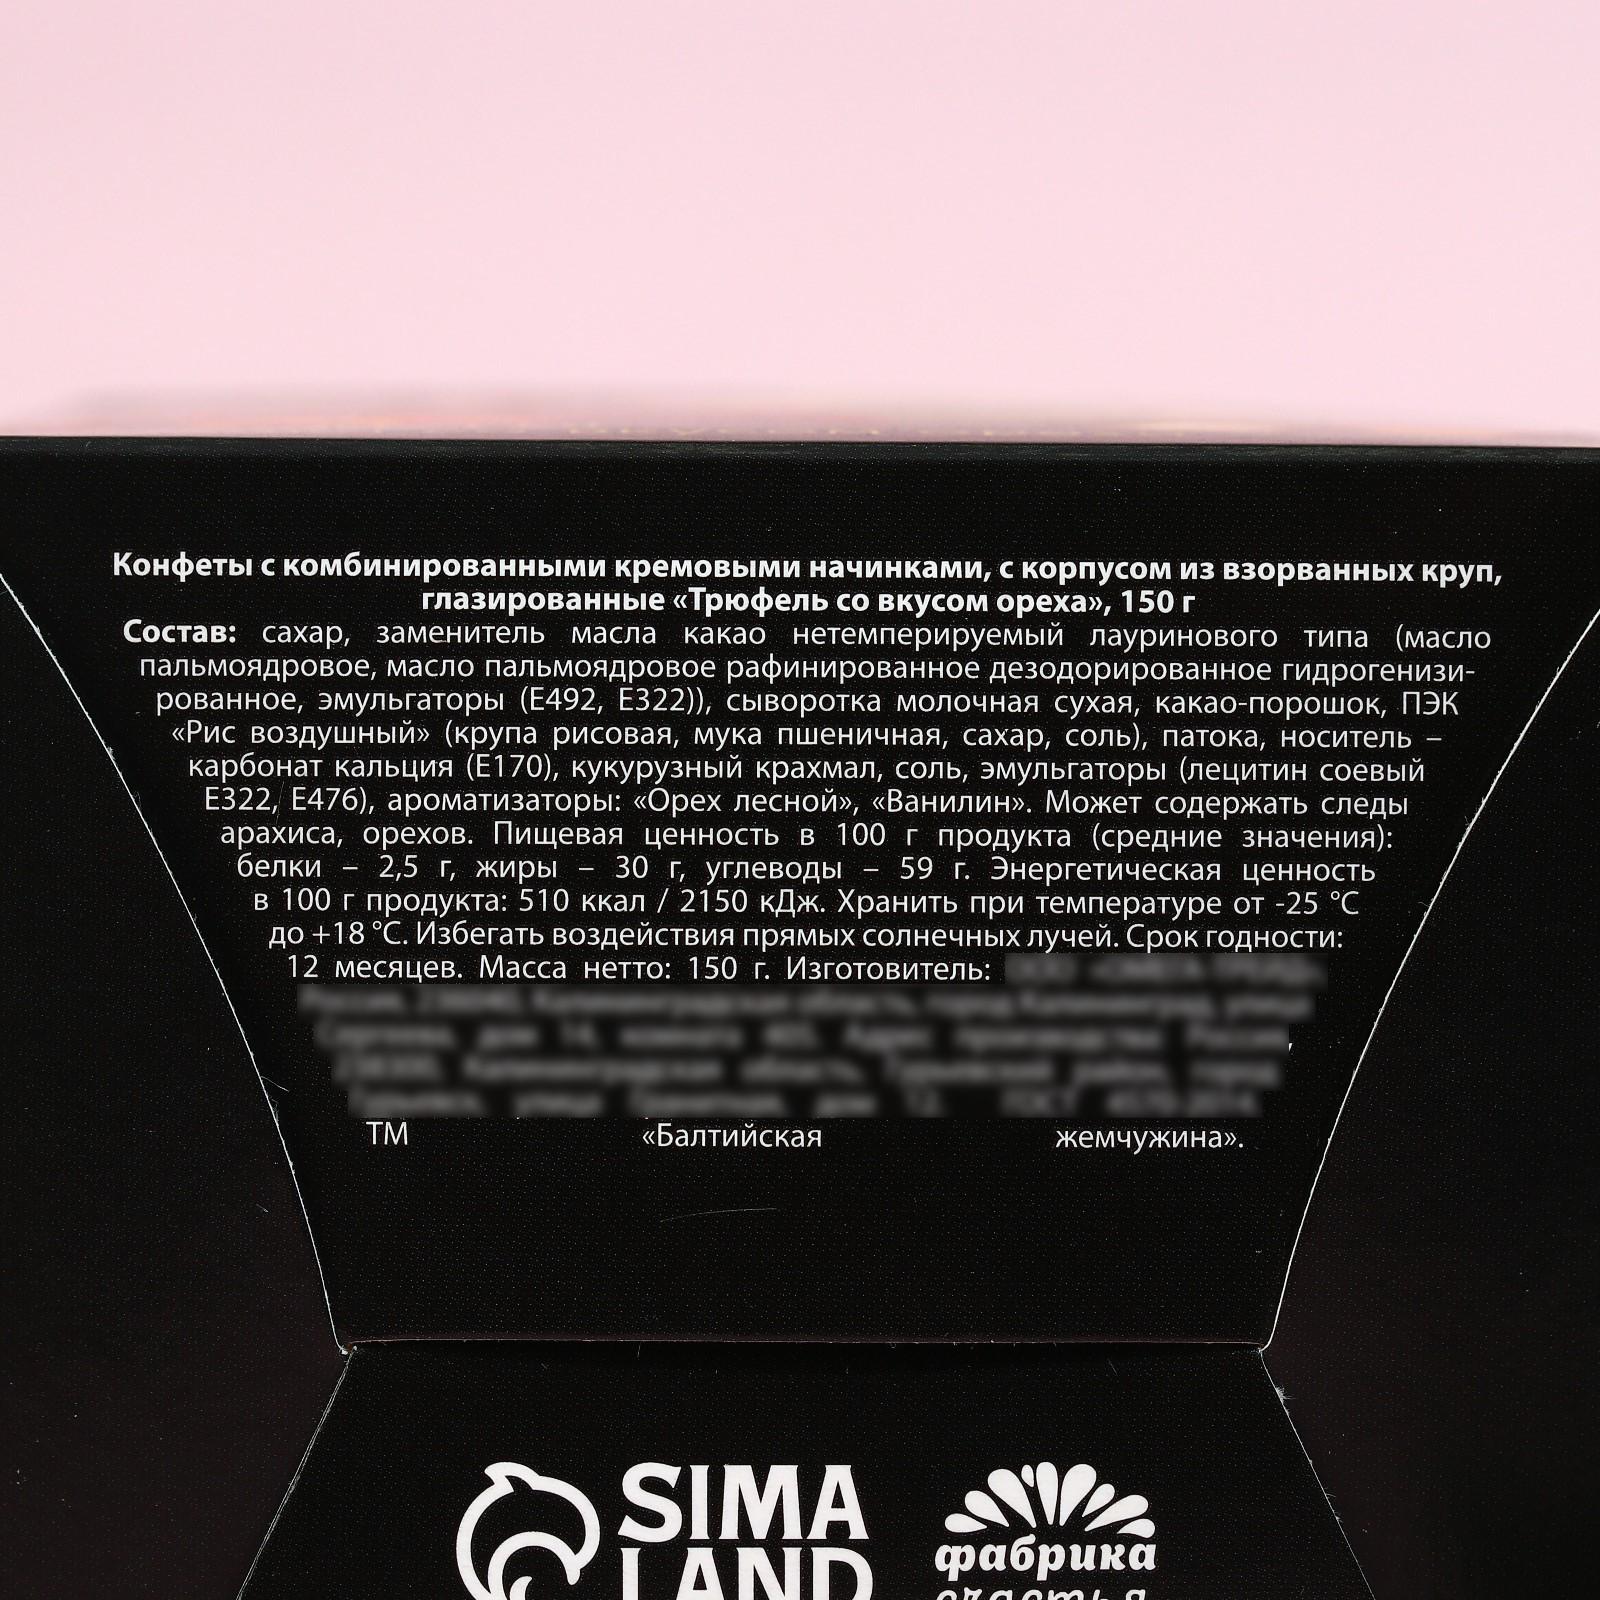 Конфеты с комбинированными кремовыми начинками, с корпусом из взорванных круп,
глазированные «Трюфель со вкусом ореха», 150 г
Состав: сахар, заменитель масла какао нетемперируемый лауринового типа (масло
пальмоядровое, масло пальмоядровое рафинированное дезодорированное гидрогенизи-
рованное, эмульгаторы (Е492, Е322)), сыворотка молочная сухая, какао-порошок, ПЭК
«Рис воздушный» (крупа рисовая, мука пшеничная, сахар, соль), патока, носитель –
карбонат кальция (Е170), кукурузный крахмал, соль, эмульгаторы (лецитин соевый
Е322, Е476), ароматизаторы: «Орех лесной», «Ванилин». Может содержать следы
арахиса, орехов. Пищевая ценность в 100 г продукта (средние значения):
белки – 2,5 г, жиры – 30 г, углеводы – 59 г. Энергетическая ценность
в 100 г продукта: 510 ккал / 2150 кДж. Хранить при температуре от -25 °С
до +18 °С. Избегать воздействия прямых солнечных лучей. Срок годности:
12 месяцев. Масса нетто: 150 г. Изготовитель:
ТМ «Балтийская жемчужина».
SIMA
LAND
фабрика
счастья